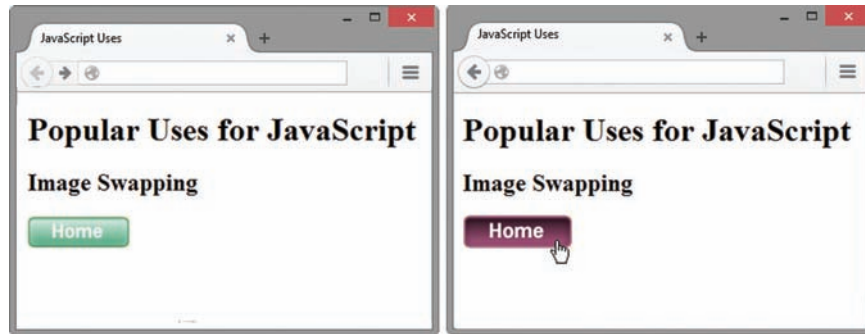 JavaScript Uses
Popular Uses for JavaScript
Image Swapping
Home
JavaScript Uses
Popular Uses for JavaScript
Image Swapping
Home